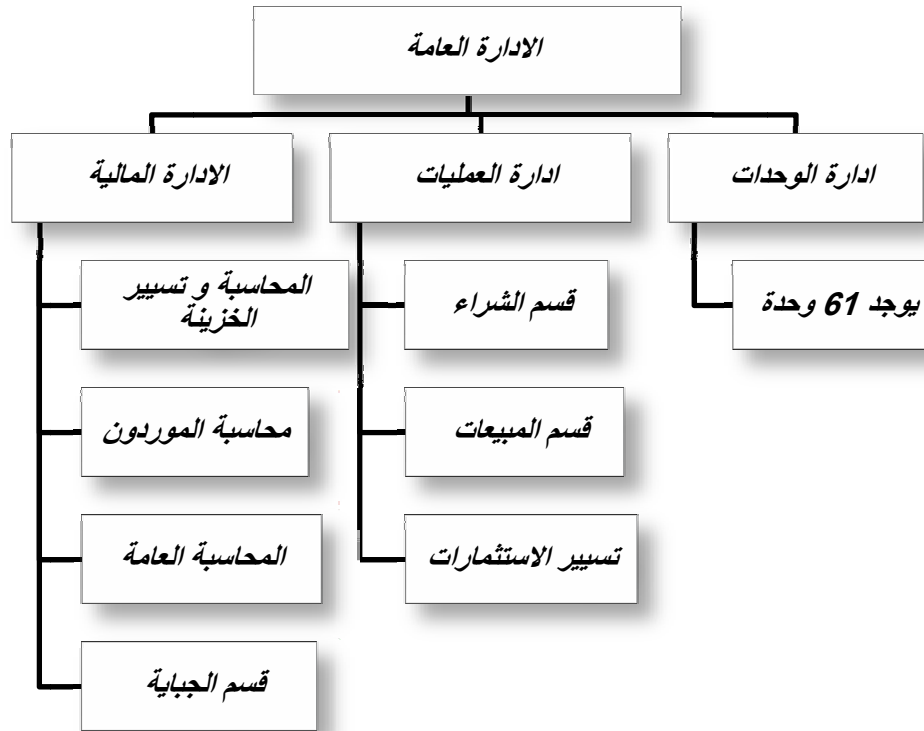 الادارة العامة
ادارة الوحدات
ادارة العمليات
الادارة المالية
يوجد 61 وحدة
قسم الشراء
المحاسبة و تسيير
الخزينة
قسم المبيعات
محاسبة الموردون
تسيير الاستثمارات
المحاسبة العامة
قسم الجباية